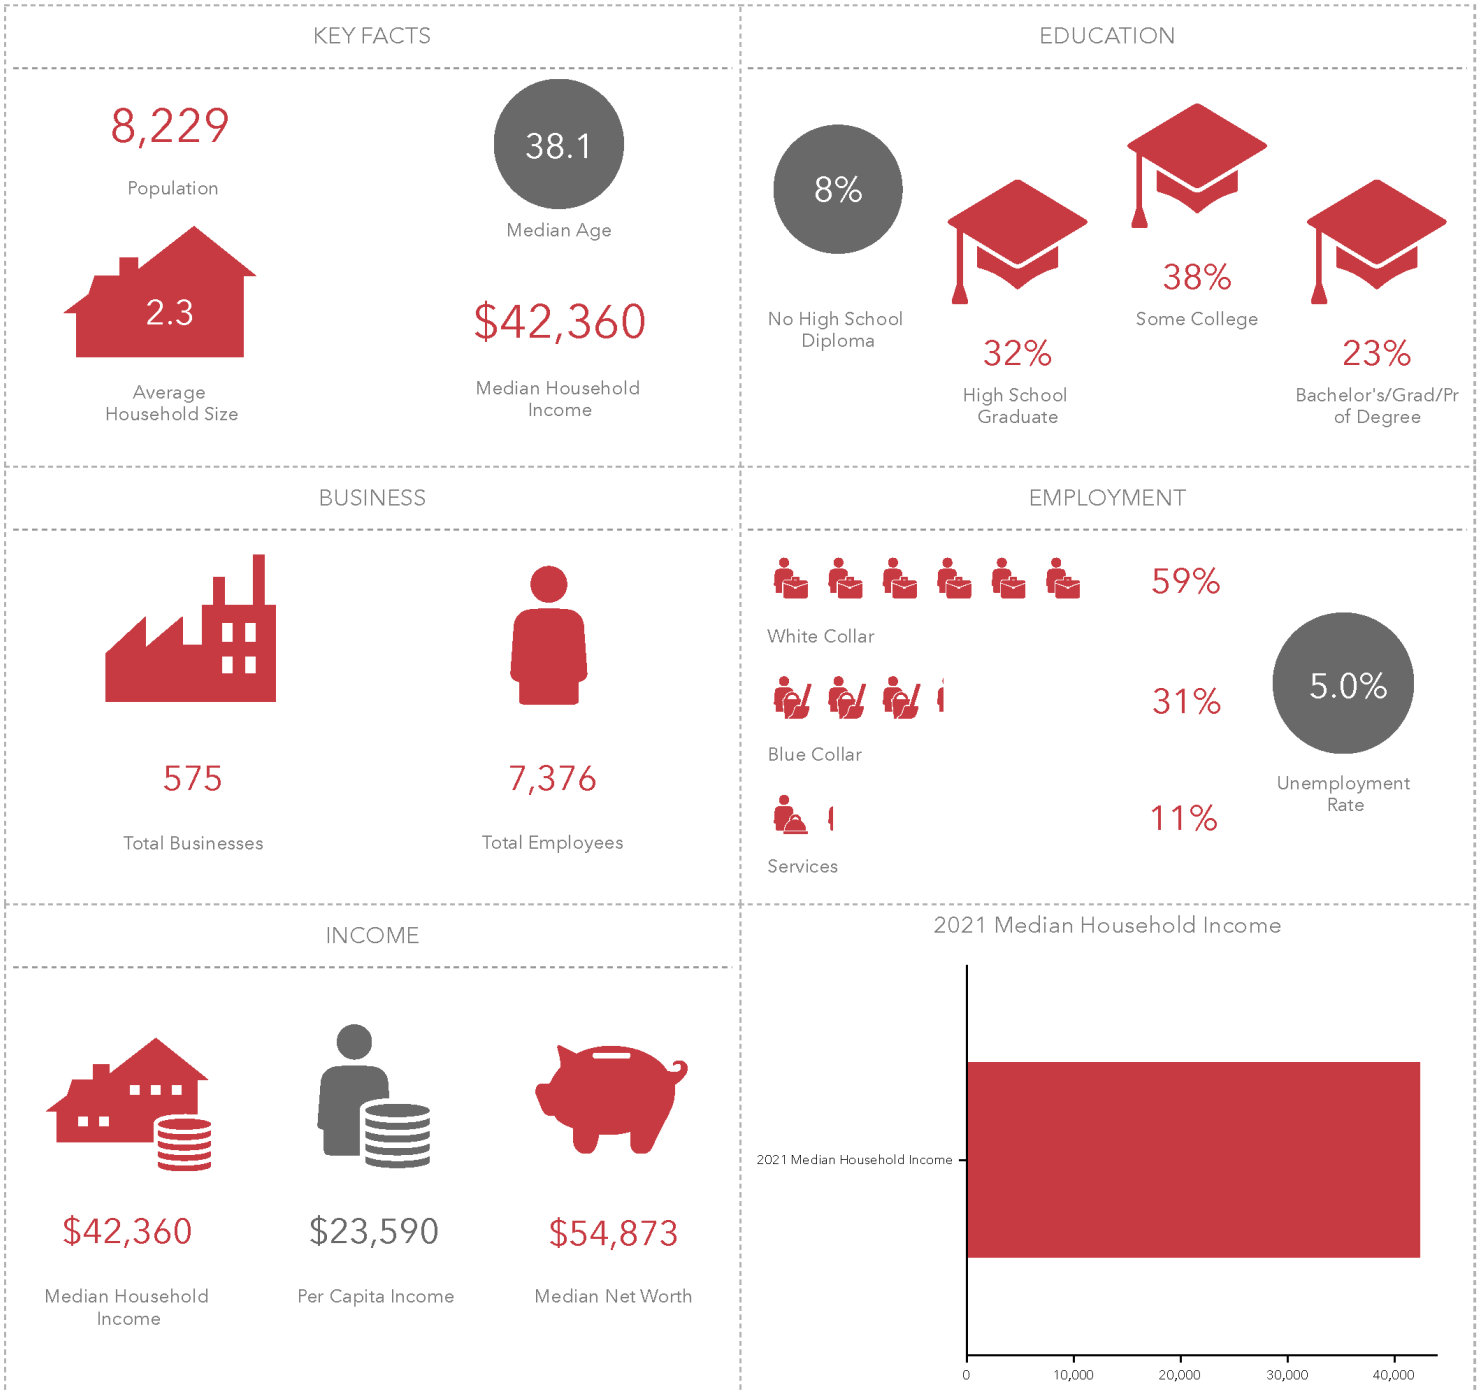 KEY FACTS
8,229
Population
38.1
Median Age
2.3
Average
Household Size
$42,360
Median Household
Income
EDUCATION
8%
No High School
Diploma
32%
High School
Graduate
38%
Some College
23%
Bachelor's/Grad/Pr
of Degree
BUSINESS
575
Total Businesses
7,376
Total Employees
EMPLOYMENT
59%
White Collar
31%
Blue Collar
11%
Services
5.0%
Unemployment
Rate
INCOME
$42,360
Median Household
Income
$23,590
Per Capita Income
$54,873
Median Net Worth
2021 Median Household Income
2021 Median Household Income
0 10,000 20,000 30,000 40,000